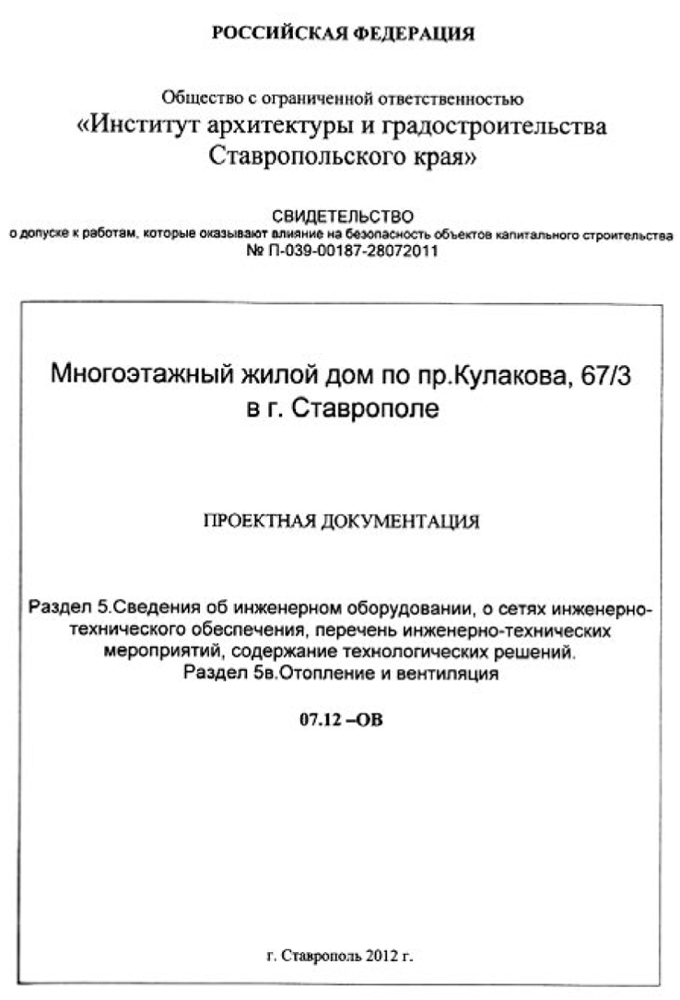 РОССИЙСКАЯ ФЕДЕРАЦИЯ
Общество с ограниченной ответственностью
«Институт архитектуры и градостроительства
Ставропольского края»
СВИДЕТЕЛЬСТВО
о допуске к работам, которые оказывают влияние на безопасность объектов капитального строительства
№ П-039-00187-28072011
Многоэтажный жилой дом по пр.Кулакова, 67/3
в г. Ставрополе
ПРОЕКТНАЯ ДОКУМЕНТАЦИЯ
Раздел 5.Сведения об инженерном оборудовании, о сетях инженерно-
технического обеспечения, перечень инженерно-технических
мероприятий, содержание технологических решений.
Раздел 5в.Отопление и вентиляция
07.12 –ОВ
г. Ставрополь 2012 г.